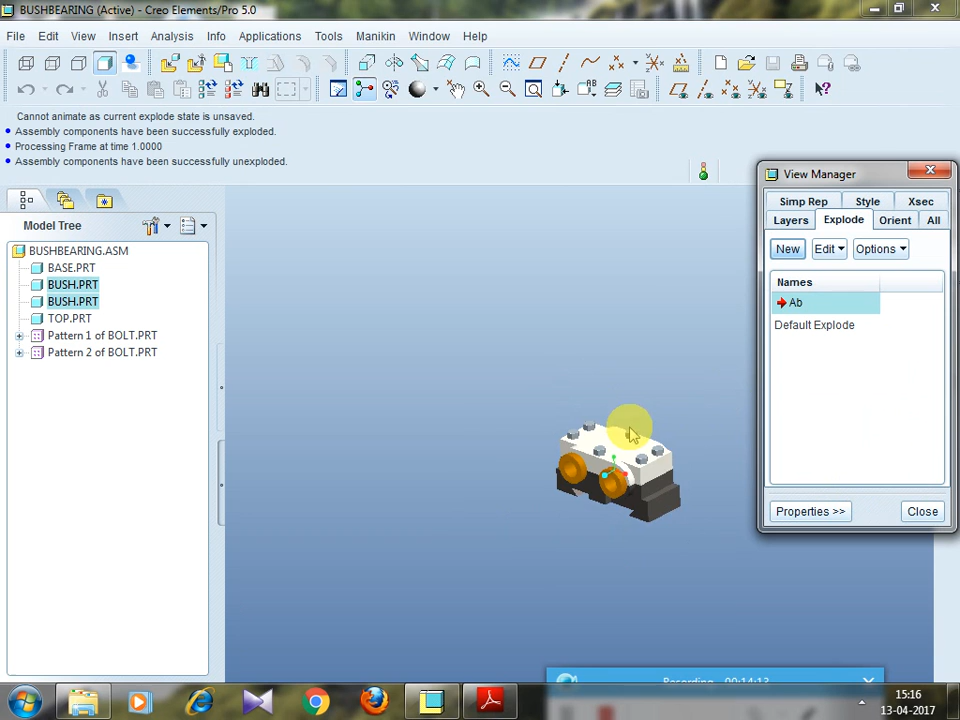 BUSHBEARING (Active) - Creo Elements/Pro 5.0
File Edit View Insert Analysis Info Applications Tools Manikin Window Help
Cannot animate as current explode state is unsaved.
Assembly components have been successfully exploded.
Processing Frame at time 1.0000
Assembly components have been successfully unexploded.
View Manager
Simp Rep Style Xsec
Layers Explode Orient All
New Edit Options
Names
Ab
Default Explode
Properties >> Close
Model Tree
BUSHBEARING.ASM
BASE.PRT
BUSH.PRT
BUSH.PRT
TOP.PRT
Pattern 1 of BOLT.PRT
Pattern 2 of BOLT.PRT
Recording 00:14:13
15:16
13-04-2017